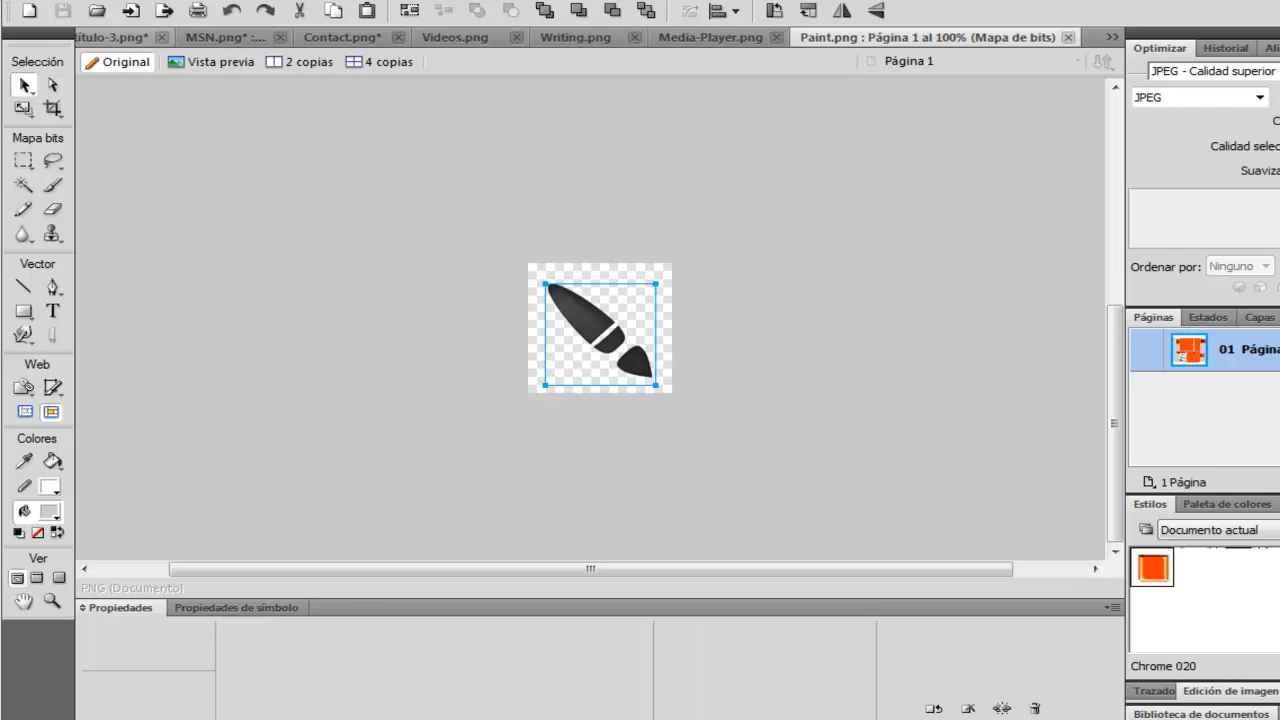 ítulo-3.png*
MSN.png* :...
Contact.png*
Videos.png
Writing.png
Media-Player.png
Paint.png : Página 1 al 100% (Mapa de bits)
>>
Original
Vista previa
2 copias
4 copias
Página 1
Selección
Mapa bits
Vector
T
Web
Colores
Ver
PNG (Documento)
Propiedades
Propiedades de símbolo
Optimizar
Historial
Ali
JPEG - Calidad superior
JPEG
C
Calidad selec
Suaviza
Ordenar por:
Ninguno
Páginas
Estados
Capas
01 Página
1 Página
Estilos
Paleta de colores
Documento actual
Chrome 020
Trazado
Edición de imagen
Biblioteca de documentos